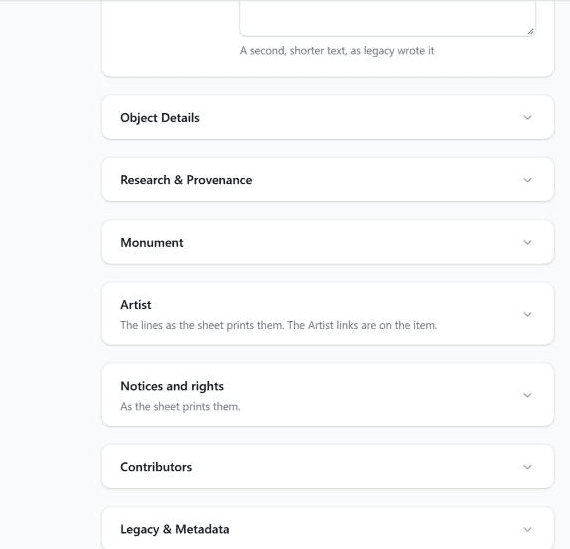 A second, shorter text, as legacy wrote it
Object Details
Research & Provenance
Monument
Artist
The lines as the sheet prints them. The Artist links are on the item.
Notices and rights
As the sheet prints them.
Contributors
Legacy & Metadata